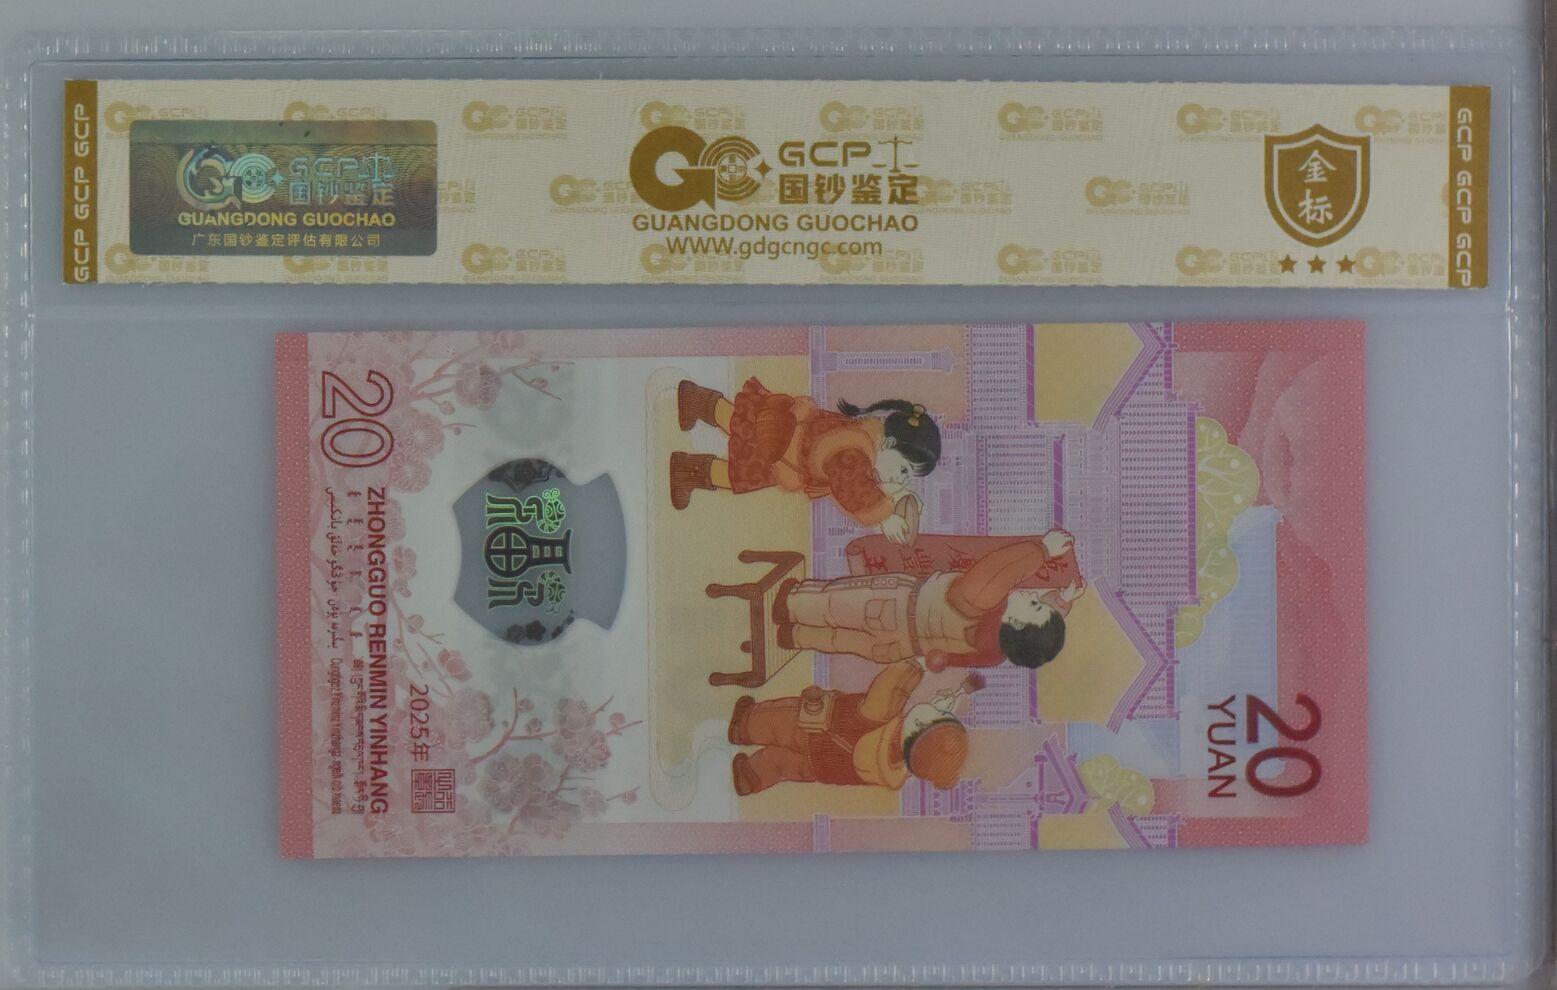 GCP GCP GCP
GCP
国钞鉴定
GUANGDONG GUOCHAO
广东国钞鉴定评估有限公司
GCP
国钞鉴定
GUANGDONG GUOCHAO
WWW.gdgcngc.com
金
标
GCP GCP GCP
20
ZHONGGUO RENMIN YINHANG
2025年
20
YUAN